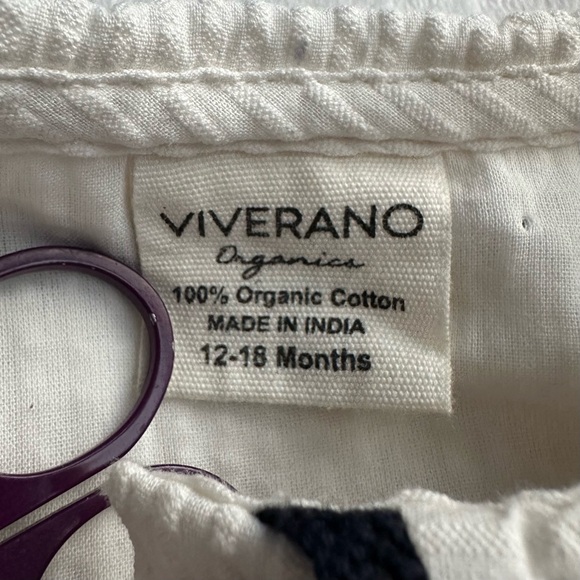 VIVERANO
Organics
100% Organic Cotton
MADE IN INDIA
12-18 Months